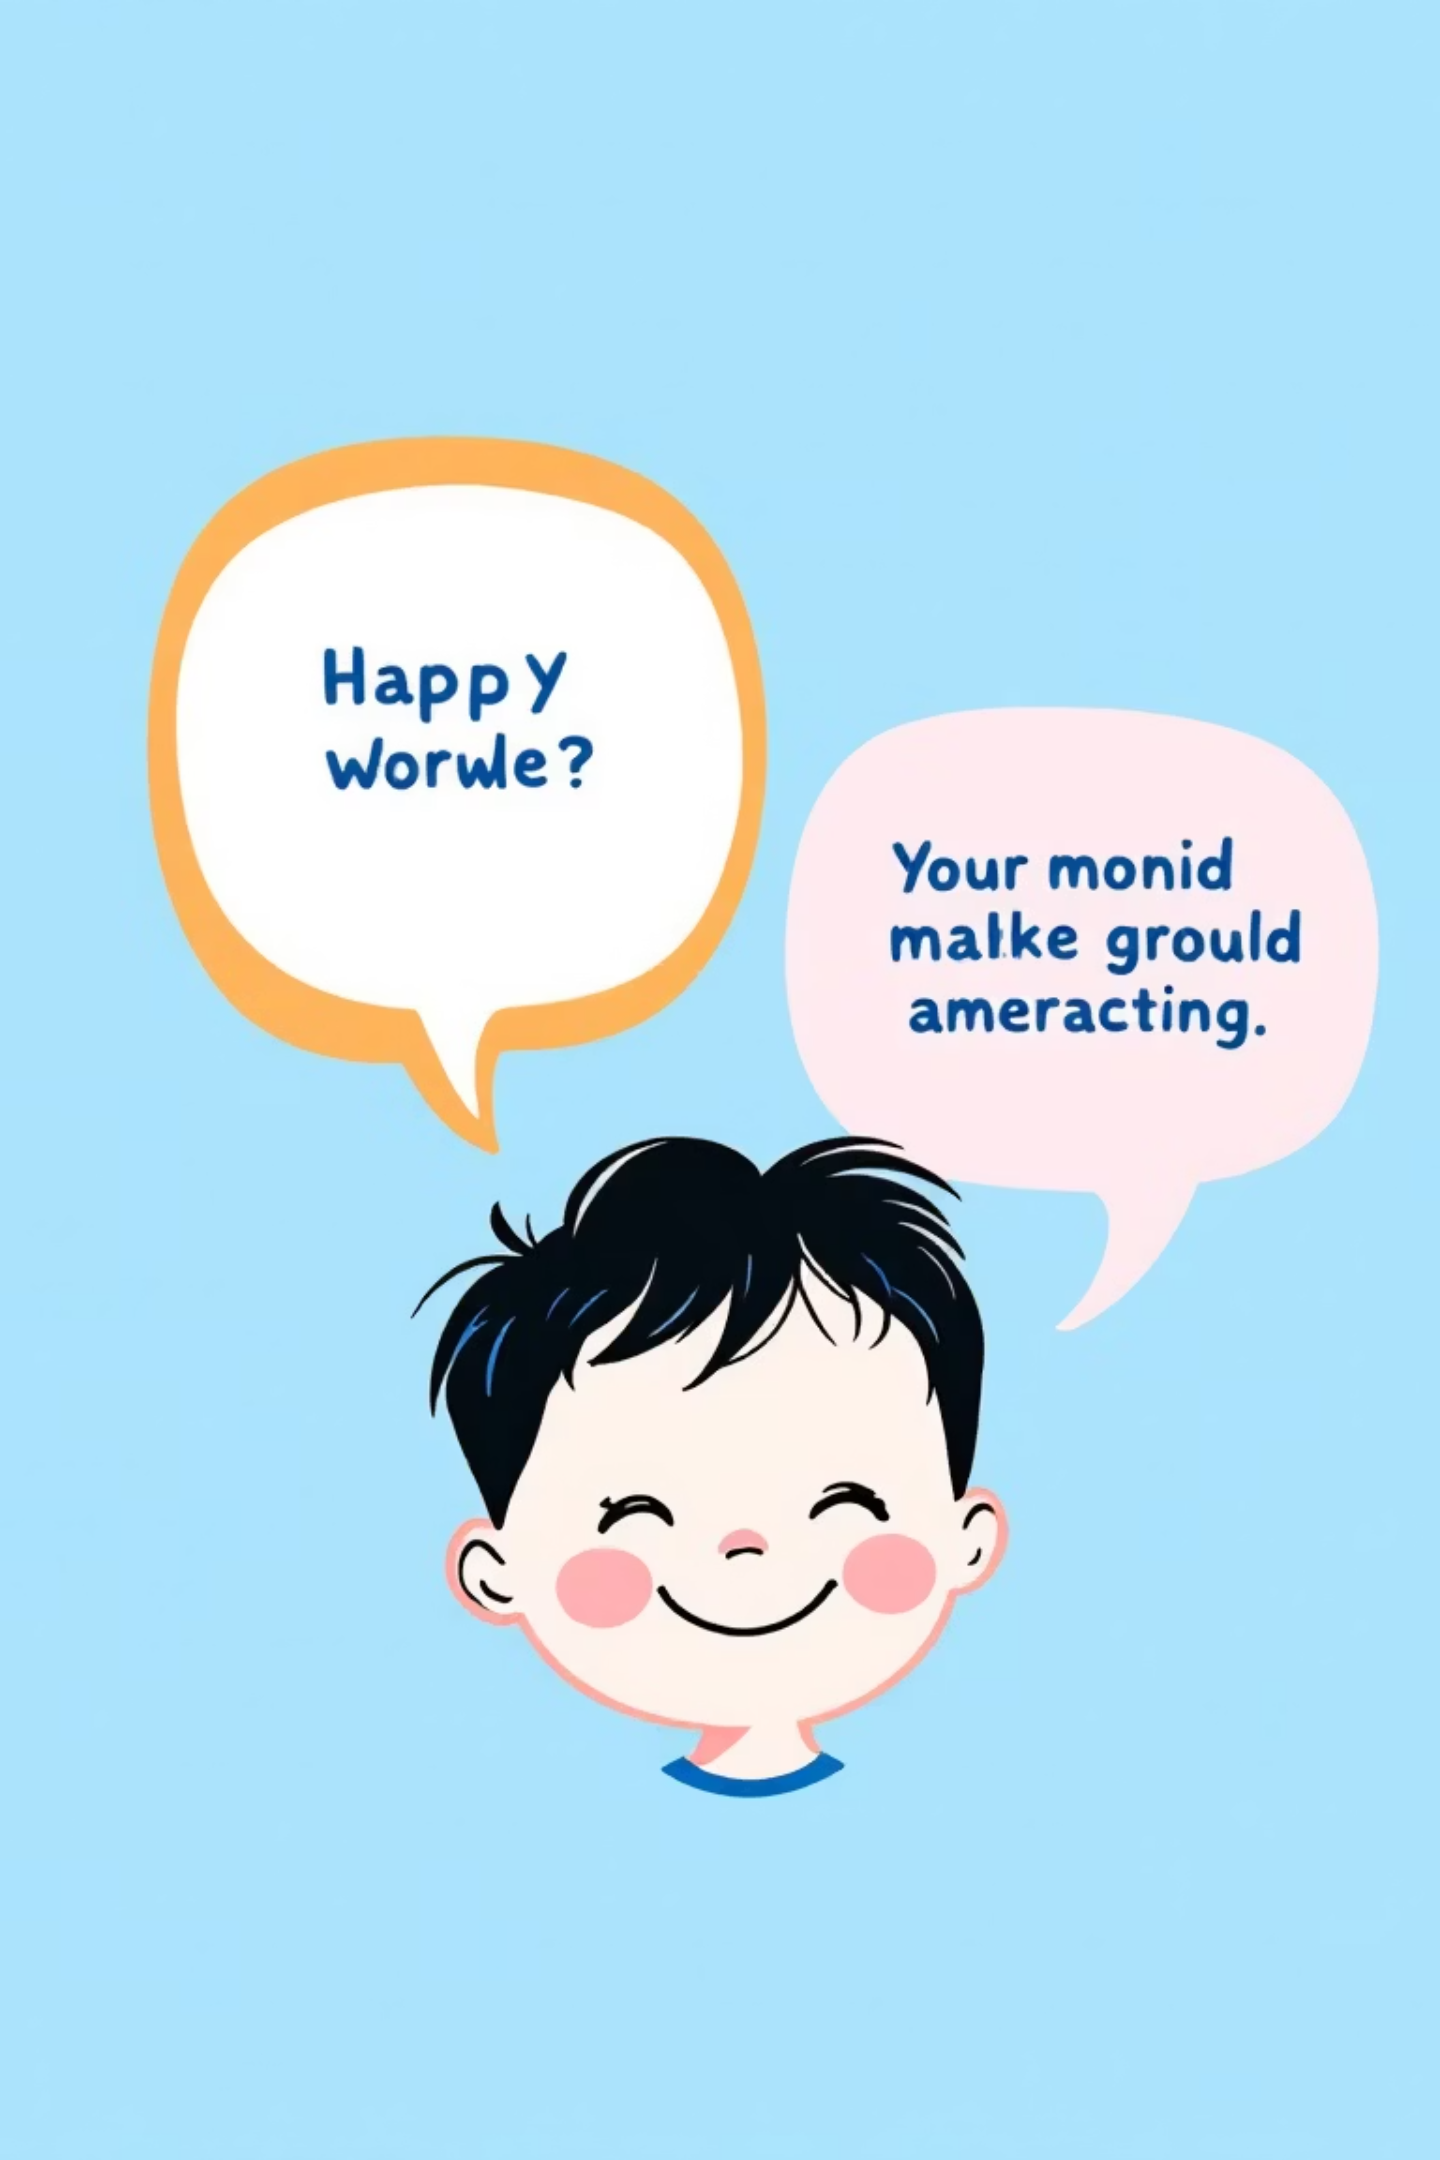 Happy
worwle?
Your monid
malke grould
ameracting.